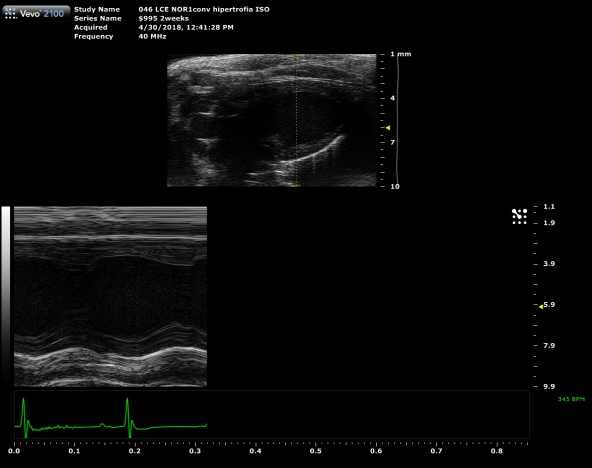 Vevo 2100
Study Name 046 LCE NOR1conv hipertrofia ISO
Series Name $995 2weeks
Acquired 4/30/2018, 12:41:28 PM
Frequency 40 MHz
1 mm
4
7
10
1.1
1.9
3.9
5.9
7.9
9.9
345 BPM
0.0 0.1 0.2 0.3 0.4 0.5 0.6 0.7 0.8